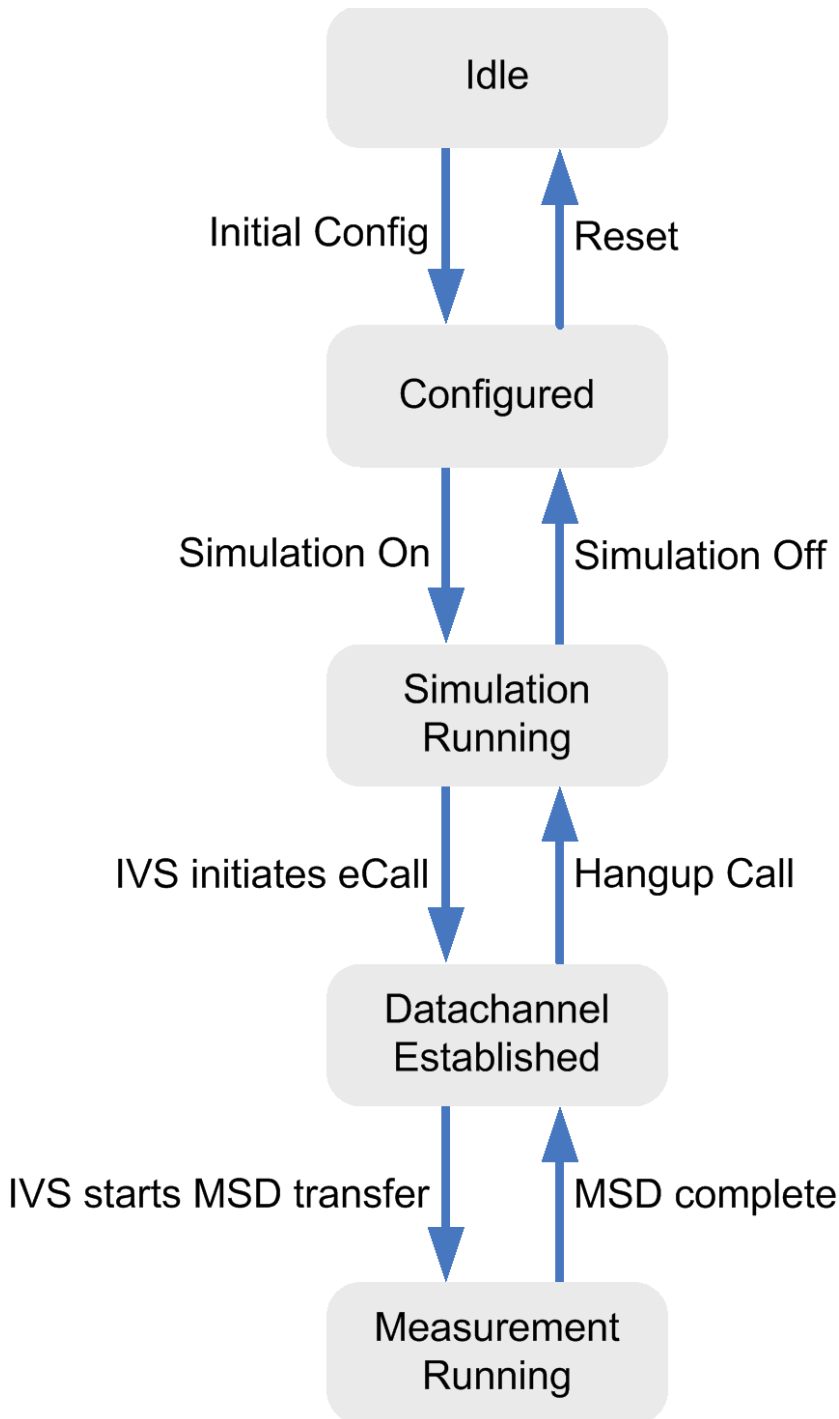 Idle
Initial Config
Reset
Configured
Simulation On
Simulation Off
Simulation
Running
IVS initiates eCall
Hangup Call
Datachannel
Established
IVS starts MSD transfer
MSD complete
Measurement
Running